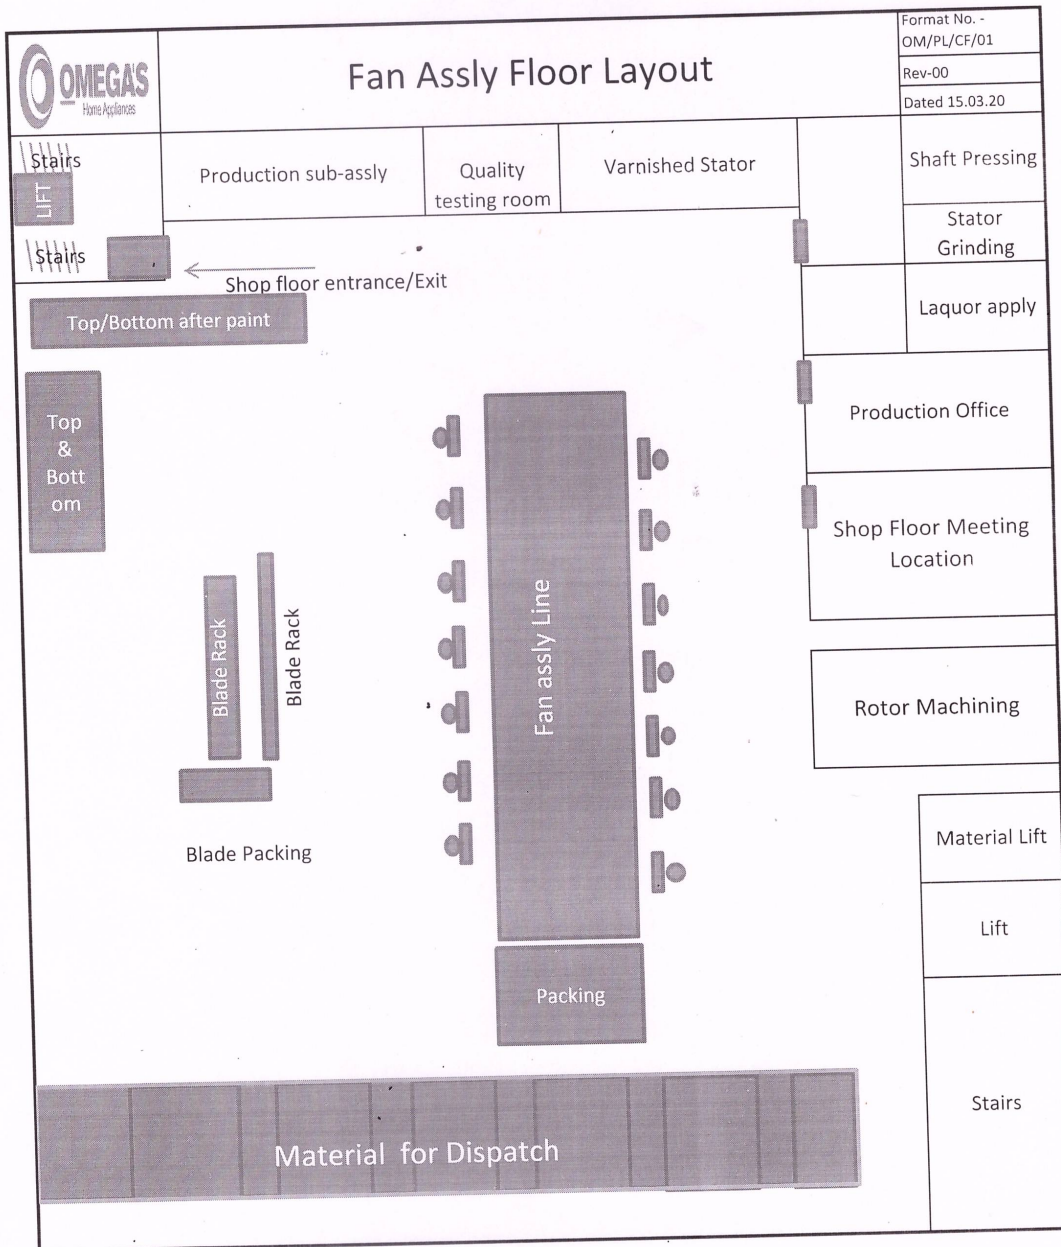 OMEGA'S
Home Appliances
Fan Assly Floor Layout
Format No. -
OM/PL/CF/01
Rev-00
Dated 15.03.20
Stairs
LIFT
Stairs
Production sub-assly
Quality
testing room
Varnished Stator
Shaft Pressing
Stator
Grinding
Shop floor entrance/Exit
Laquor apply
Top/Bottom after paint
Top
&
Bott
om
Production Office
Shop Floor Meeting
Location
Blade Rack
Blade Rack
Fan assly Line
Rotor Machining
Blade Packing
Material Lift
Lift
Packing
Stairs
Material for Dispatch